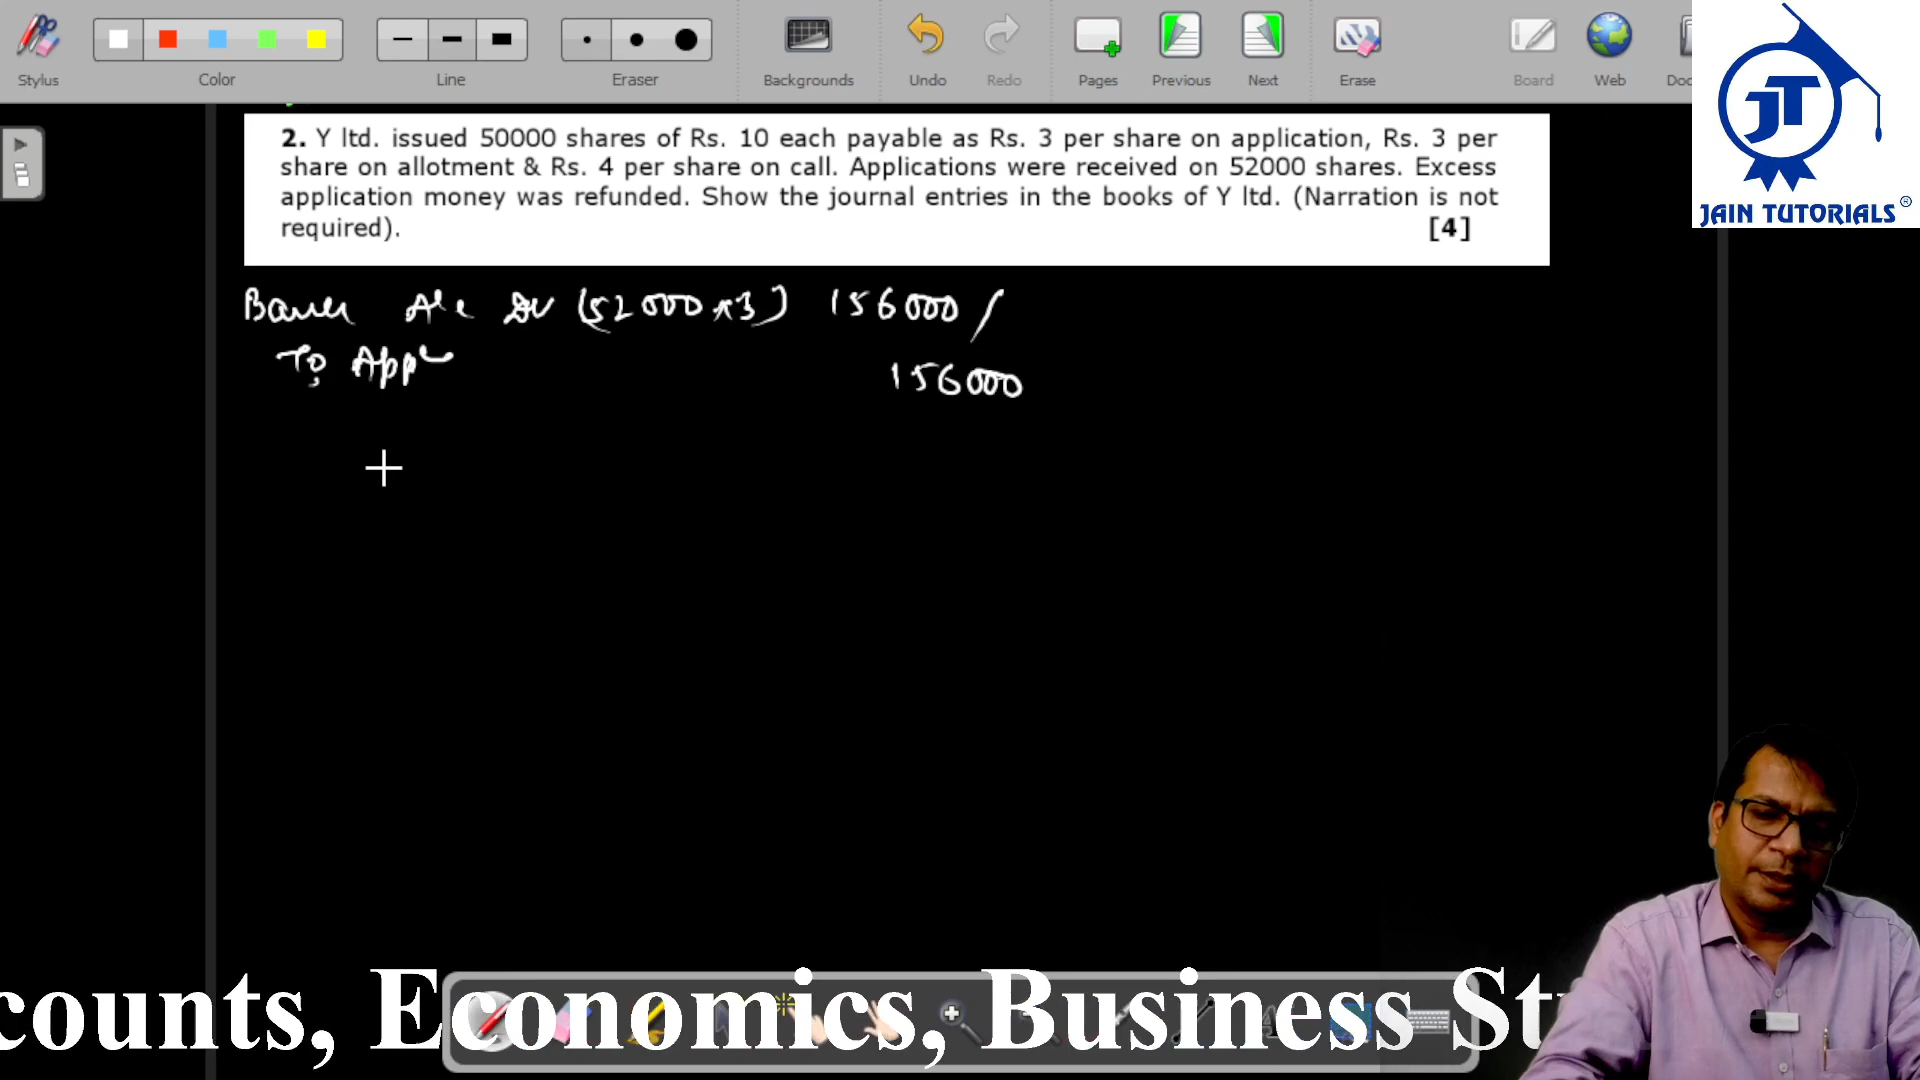 Stylus Color Line Eraser Backgrounds Undo Redo Pages Previous Next Erase Board Web
JT
JAIN TUTORIALS®
2. Y ltd. issued 50000 shares of Rs. 10 each payable as Rs. 3 per share on application, Rs. 3 per
share on allotment & Rs. 4 per share on call. Applications were received on 52000 shares. Excess
application money was refunded. Show the journal entries in the books of Y ltd. (Narration is not
required). [4]
Bank A/c Dr (52000×3) 156000 /
To Appl 156000
counts, Economics, Business St